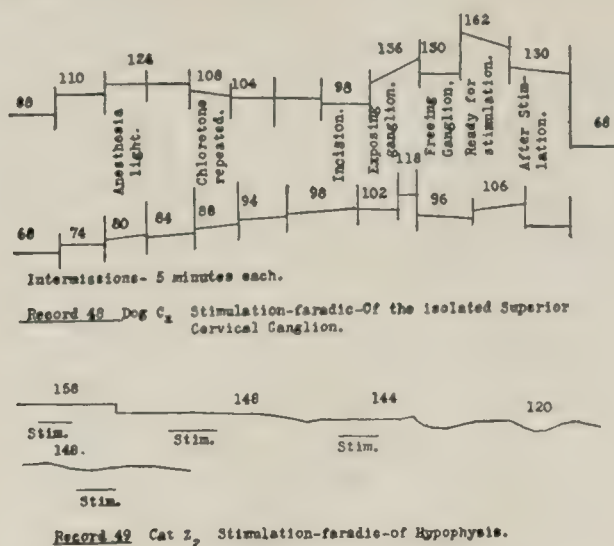 162
124 136 130 130
110 108 104 98
88 68
Anesthesia light.
Chloretone repeated.
Incision.
Exposing ganglion.
Freeing Ganglion.
Ready for stimulation.
After Stimulation.
118
68 74 80 84 88 94 98 102 96 106
Intermissions- 5 minutes each.
Record 48 Dog Cx Stimulation-faradic-Of the isolated Superior
Cervical Ganglion.
158 148 144 120
Stim. Stim. Stim.
148.
Stim.
Record 49 Cat Z, Stimulation-faradic-of Hypophysis.